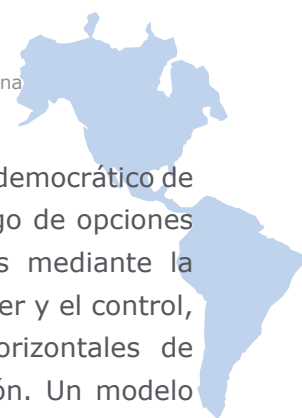 na
democrático de
go de opciones
s mediante la
er y el control,
orizontales de
ón. Un modelo